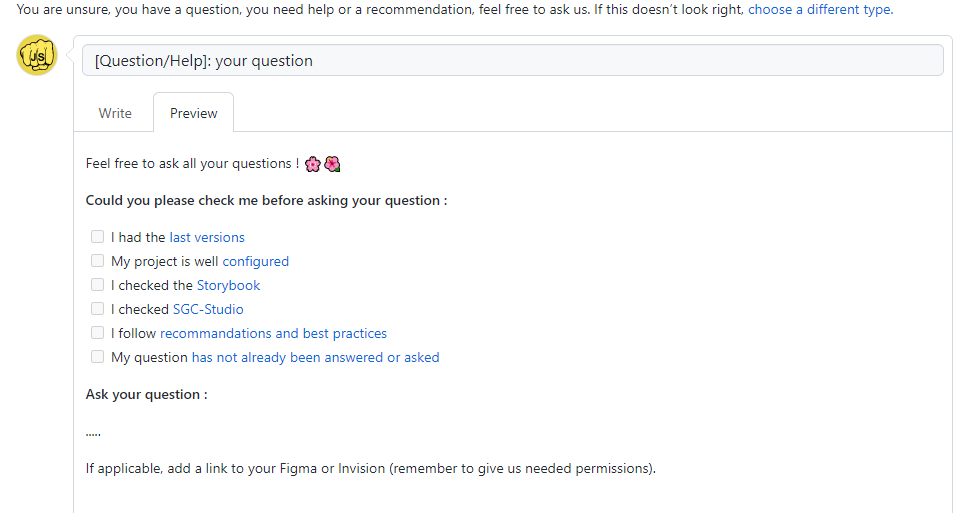 You are unsure, you have a question, you need help or a recommendation, feel free to ask us. If this doesn't look right, choose a different type.
JS
[Question/Help]: your question
Write Preview
Feel free to ask all your questions ! 🌸🌺
Could you please check me before asking your question :
I had the last versions
My project is well configured
I checked the Storybook
I checked SGC-Studio
I follow recommandations and best practices
My question has not already been answered or asked
Ask your question :
.....
If applicable, add a link to your Figma or Invision (remember to give us needed permissions).